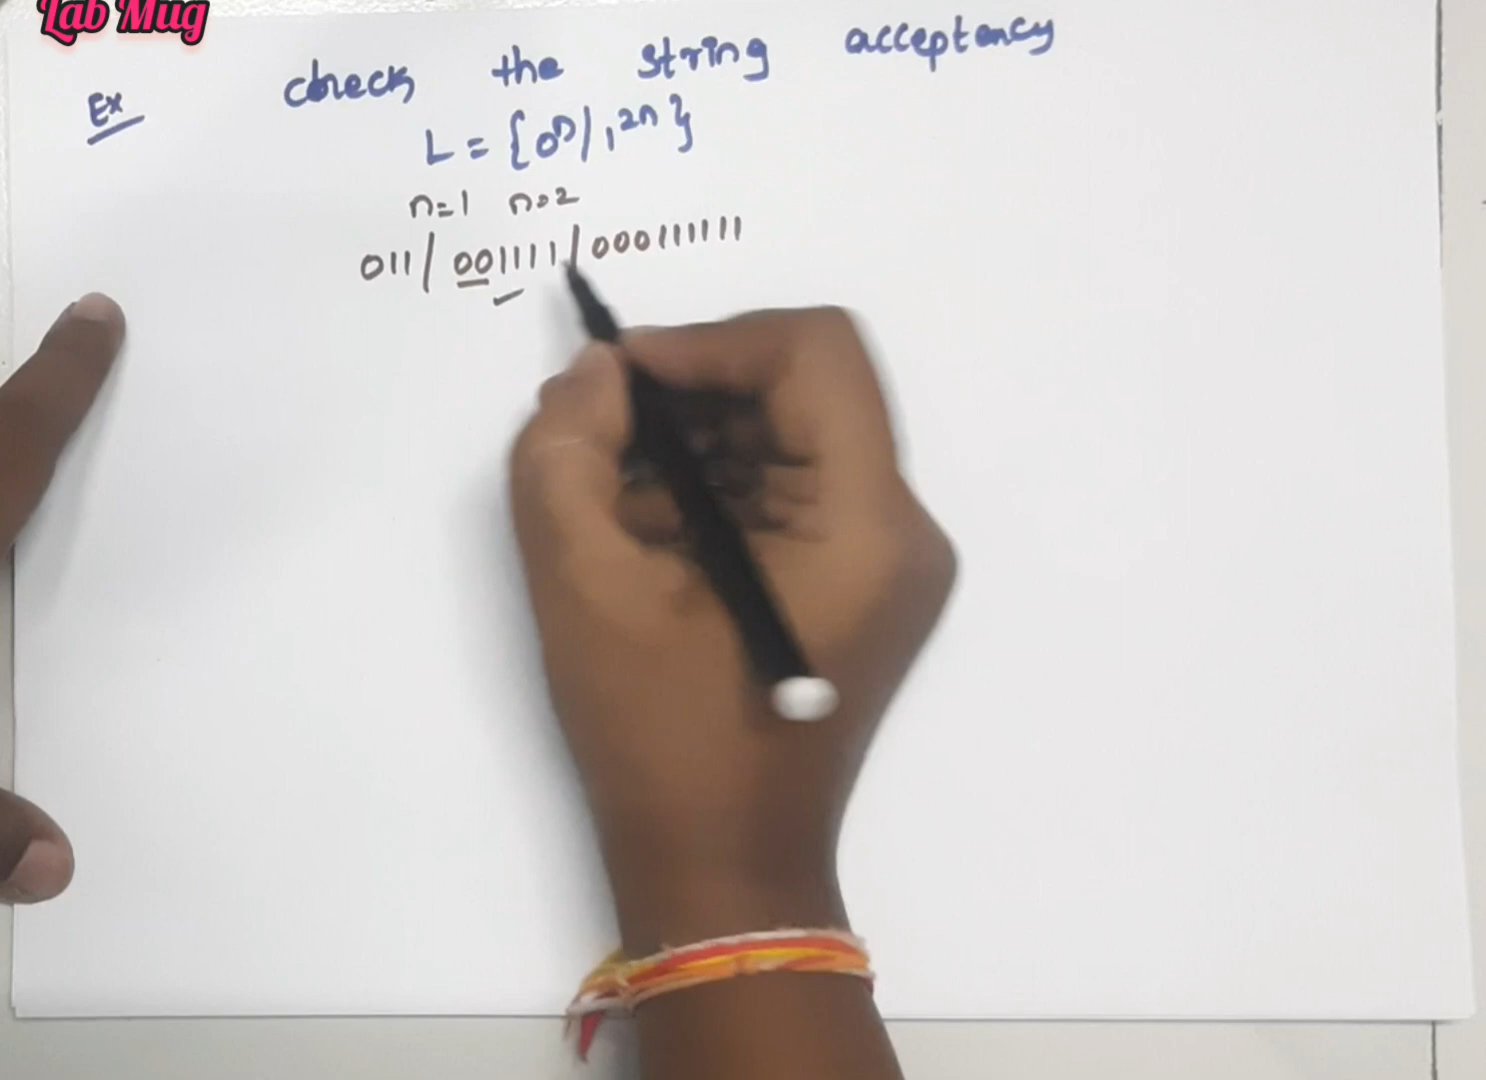 Lab Mug
Ex check the string acceptancy
L = {0ⁿ/1²ⁿ}
n=1 n=2
011/001111/000111111